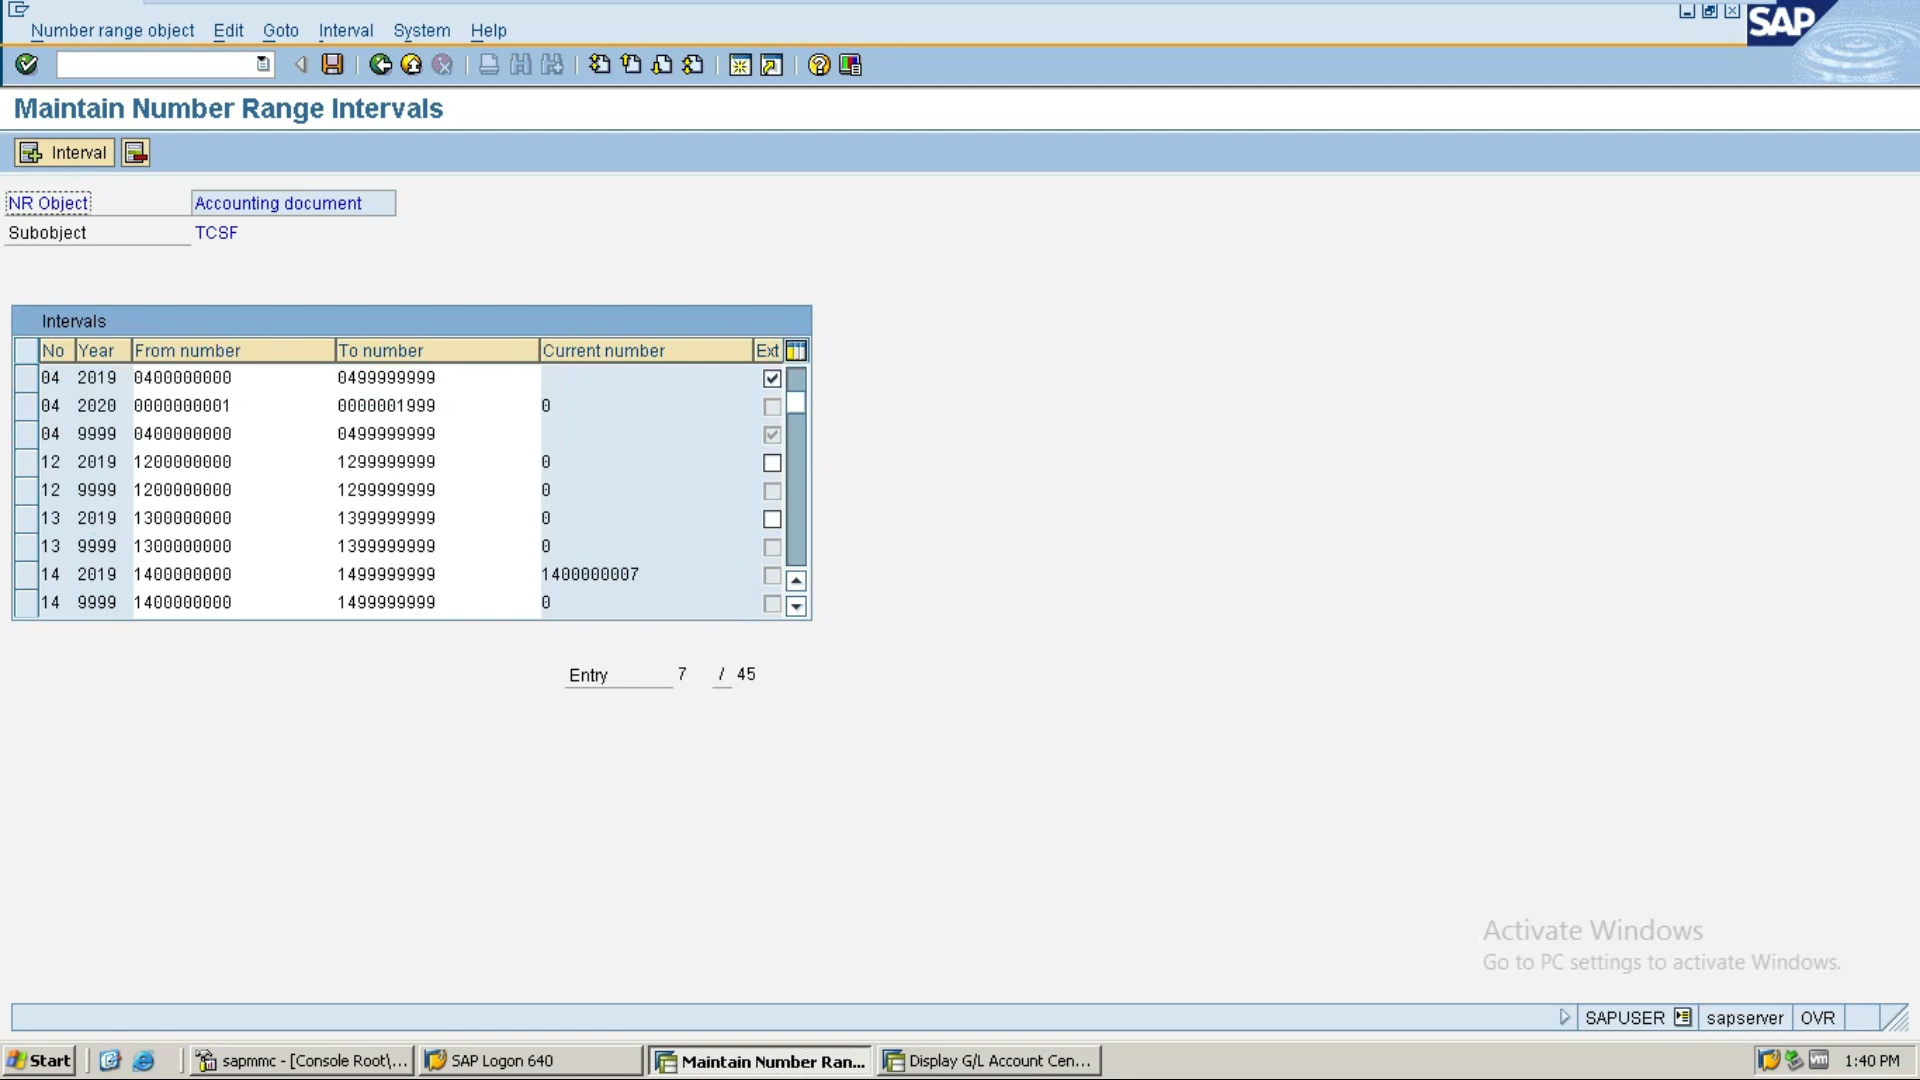 Number range object Edit Goto Interval System Help
SAP
Maintain Number Range Intervals
Interval
NR Object Accounting document
Subobject TCSF
Intervals
No Year From number To number Current number Ext
04 2019 0400000000 0499999999
04 2020 0000000001 0000001999 0
04 9999 0400000000 0499999999
12 2019 1200000000 1299999999 0
12 9999 1200000000 1299999999 0
13 2019 1300000000 1399999999 0
13 9999 1300000000 1399999999 0
14 2019 1400000000 1499999999 1400000007
14 9999 1400000000 1499999999 0
Entry 7 / 45
Activate Windows
Go to PC settings to activate Windows.
SAPUSER sapserver OVR
Start sapmmc - [Console Root\... SAP Logon 640 Maintain Number Ran... Display G/L Account Cen... vm 1:40 PM